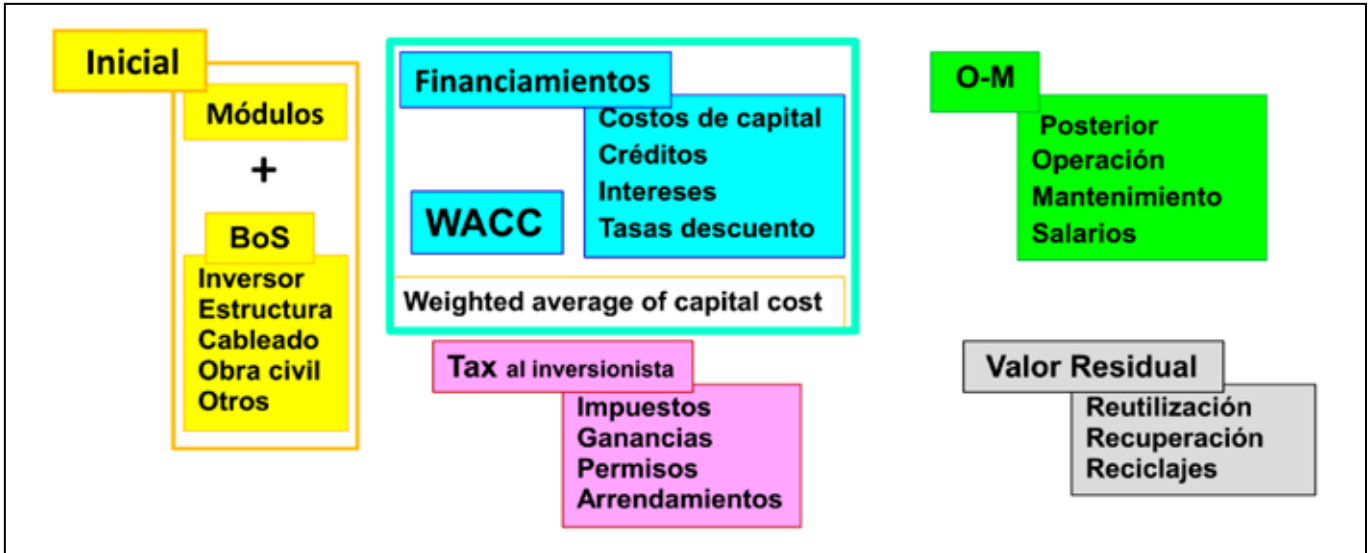 Inicial
Módulos
+
BoS
Inversor
Estructura
Cableado
Obra civil
Otros
Financiamientos
Costos de capital
Créditos
Intereses
Tasas descuento
WACC
Weighted average of capital cost
Tax al inversionista
Impuestos
Ganancias
Permisos
Arrendamientos
O-M
Posterior
Operación
Mantenimiento
Salarios
Valor Residual
Reutilización
Recuperación
Reciclajes